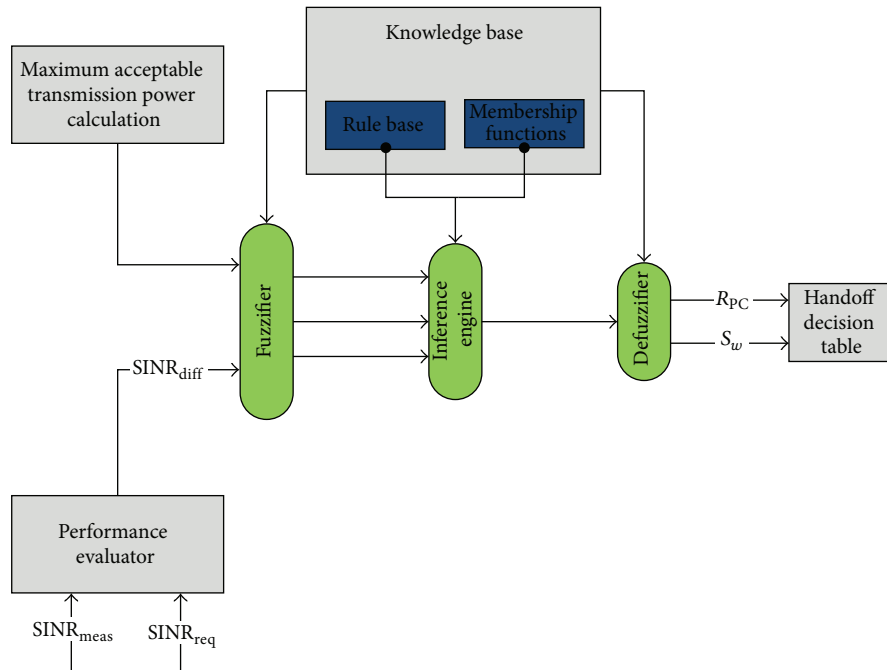 Knowledge base
Maximum acceptable
transmission power
calculation
Rule base
Membership
functions
Fuzzifier
Inference
engine
Defuzzifier
R_PC
S_w
Handoff
decision
table
SINR_diff
Performance
evaluator
SINR_meas
SINR_req